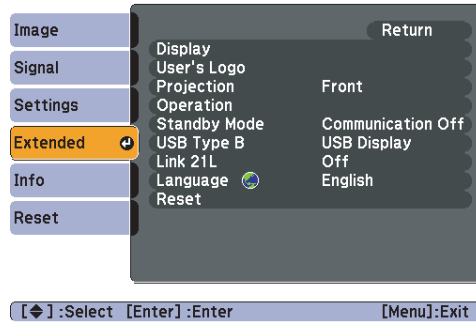 Image
Signal
Settings
Extended
Info
Reset
Return
Display
User's Logo
Projection Front
Operation
Standby Mode Communication Off
USB Type B USB Display
Link 21L Off
Language English
Reset
[◆] :Select [Enter] :Enter [Menu]:Exit